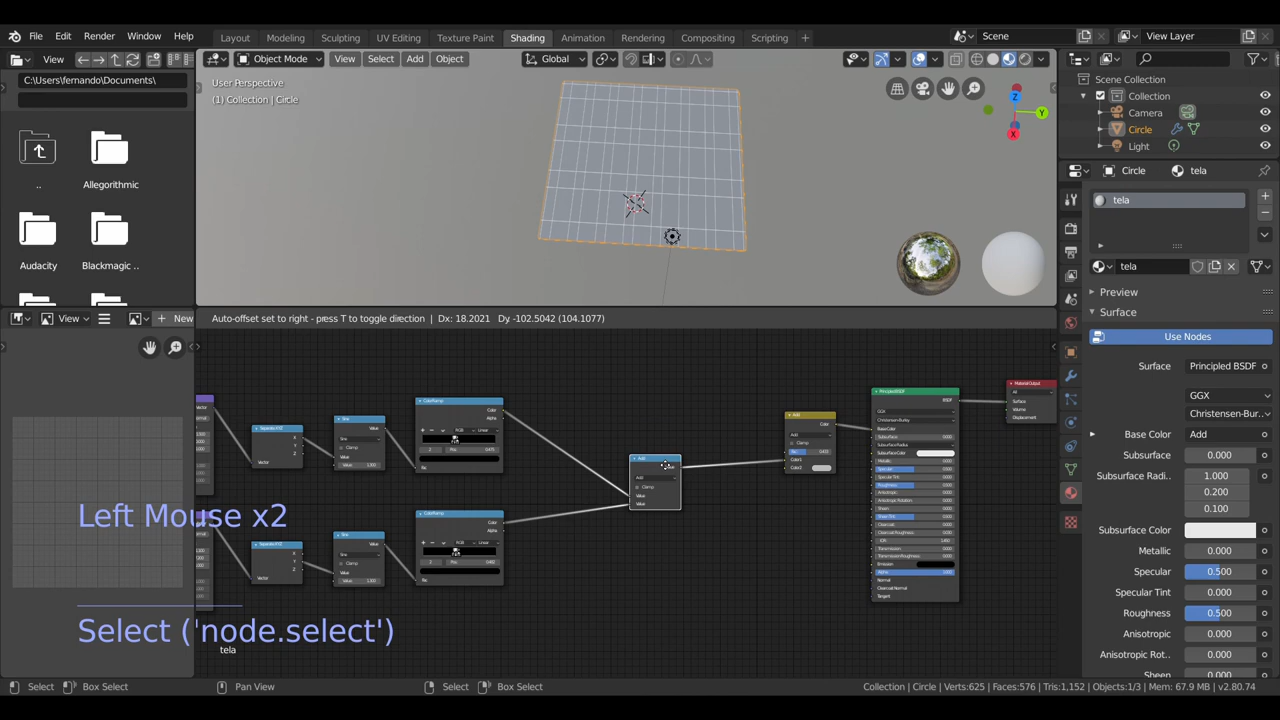 File Edit Render Window Help
Layout Modeling Sculpting UV Editing Texture Paint Shading Animation Rendering Compositing Scripting +
Scene
View Layer
View
C:\Users\fernando\Documents\
..
Allegorithmic
Audacity
Blackmagic ..
Object Mode View Select Add Object
Global
User Perspective
(1) Collection | Circle
Z
Y
X
Scene Collection
Collection
Camera
Circle
Light
Circle
tela
tela
tela
Preview
Surface
Use Nodes
Surface Principled BSDF
GGX
Christensen-Bur..
Base Color Add
Subsurface 0.000
Subsurface Radi.. 1.000
0.200
0.100
Subsurface Color
Metallic 0.000
Specular 0.500
Specular Tint 0.000
Roughness 0.500
Anisotropic 0.000
Anisotropic Rot.. 0.000
Sheen 0.000
View
New
Auto-offset set to right - press T to toggle direction | Dx: 18.2021 Dy -102.5042 (104.1077)
Left Mouse x2
Select ('node.select')
tela
Select Box Select Pan View Select Box Select
Collection | Circle | Verts:625 | Faces:576 | Tris:1,152 | Objects:1/3 | Mem: 67.9 MB | v2.80.74